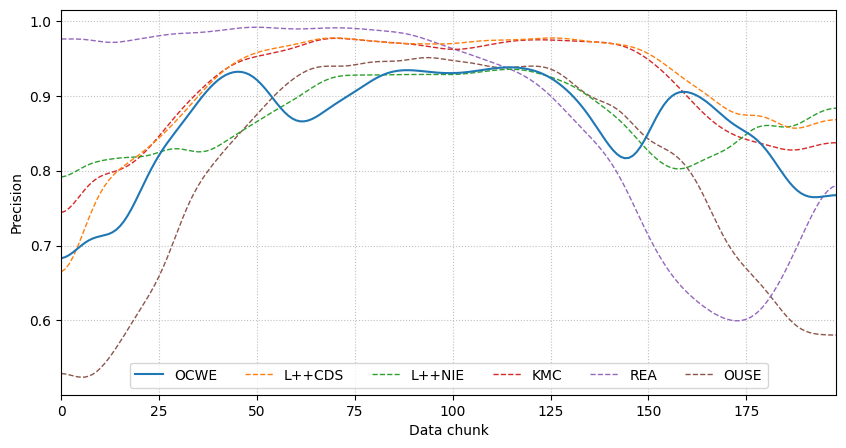 1.0
0.9
0.8
0.7
0.6
Precision
OCWE L++CDS L++NIE KMC REA OUSE
0 25 50 75 100 125 150 175
Data chunk